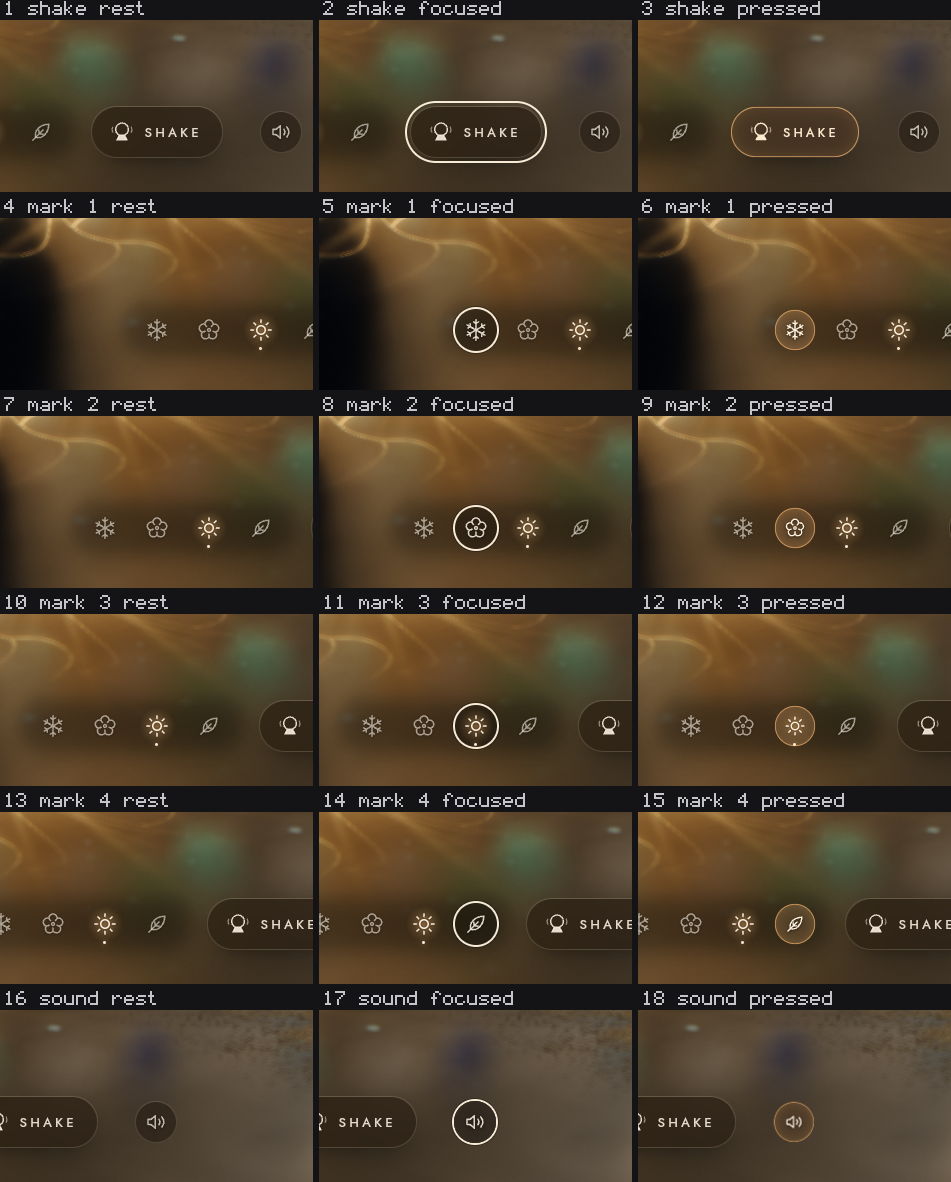 1 shake rest
2 shake focused
3 shake pressed
SHAKE
SHAKE
SHAKE
4 mark 1 rest
5 mark 1 focused
6 mark 1 pressed
7 mark 2 rest
8 mark 2 focused
9 mark 2 pressed
10 mark 3 rest
11 mark 3 focused
12 mark 3 pressed
13 mark 4 rest
14 mark 4 focused
15 mark 4 pressed
SHAKE
SHAKE
SHAKE
16 sound rest
17 sound focused
18 sound pressed
SHAKE
SHAKE
SHAKE